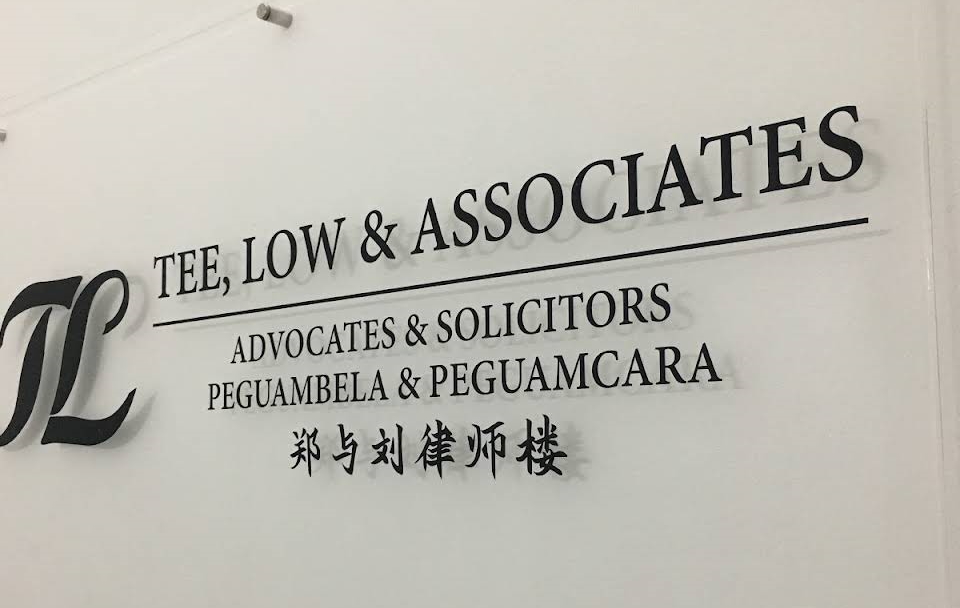 TL
TEE, LOW & ASSOCIATES
ADVOCATES & SOLICITORS
PEGUAMBELA & PEGUAMCARA
郑与刘律师楼